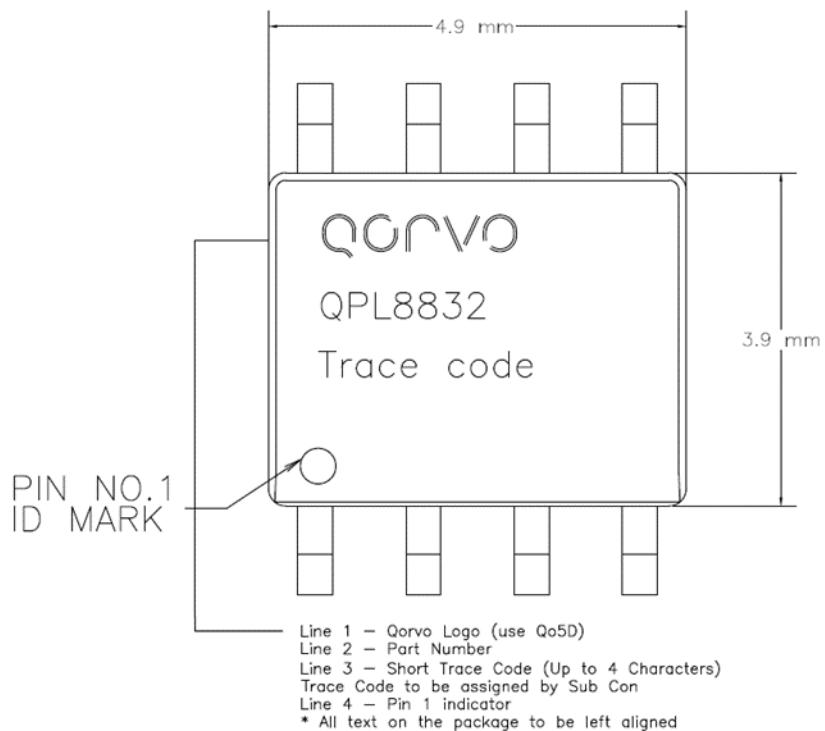 4.9 mm
QORVO
QPL8832
Trace code
3.9 mm
PIN NO.1
ID MARK
Line 1 – Qorvo Logo (use Qo5D)
Line 2 – Part Number
Line 3 – Short Trace Code (Up to 4 Characters)
Trace Code to be assigned by Sub Con
Line 4 – Pin 1 indicator
* All text on the package to be left aligned